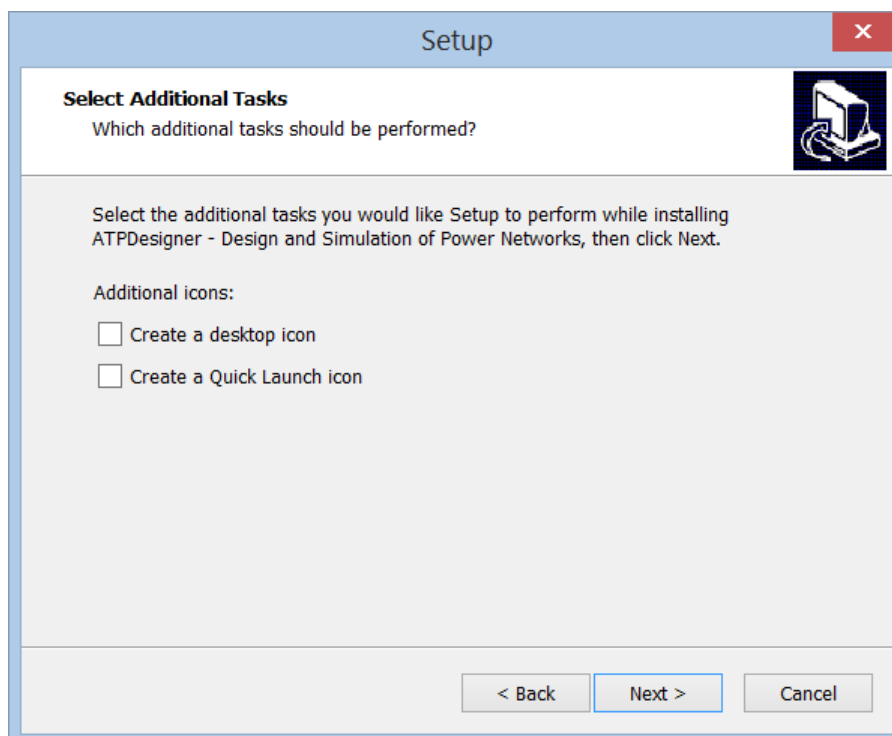 Setup
Select Additional Tasks
Which additional tasks should be performed?
Select the additional tasks you would like Setup to perform while installing
ATPDesigner - Design and Simulation of Power Networks, then click Next.
Additional icons:
Create a desktop icon
Create a Quick Launch icon
< Back
Next >
Cancel